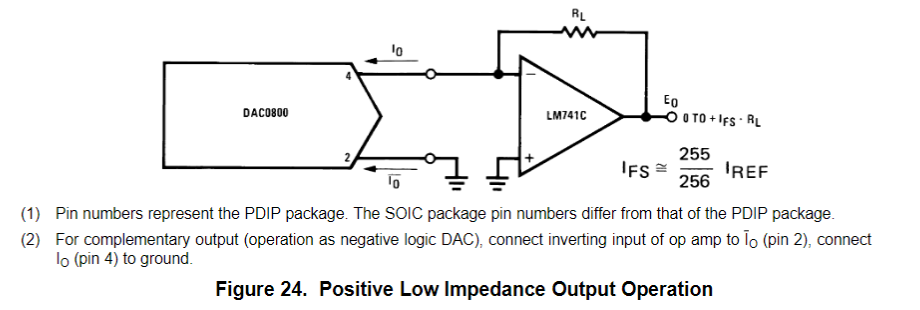 RL
IO
4
DAC0800
−
LM741C
EO
0 TO + IFS · RL
2
+
I̅O
IFS ≅ 255/256 IREF
(1) Pin numbers represent the PDIP package. The SOIC package pin numbers differ from that of the PDIP package.
(2) For complementary output (operation as negative logic DAC), connect inverting input of op amp to I̅O (pin 2), connect
IO (pin 4) to ground.
Figure 24. Positive Low Impedance Output Operation